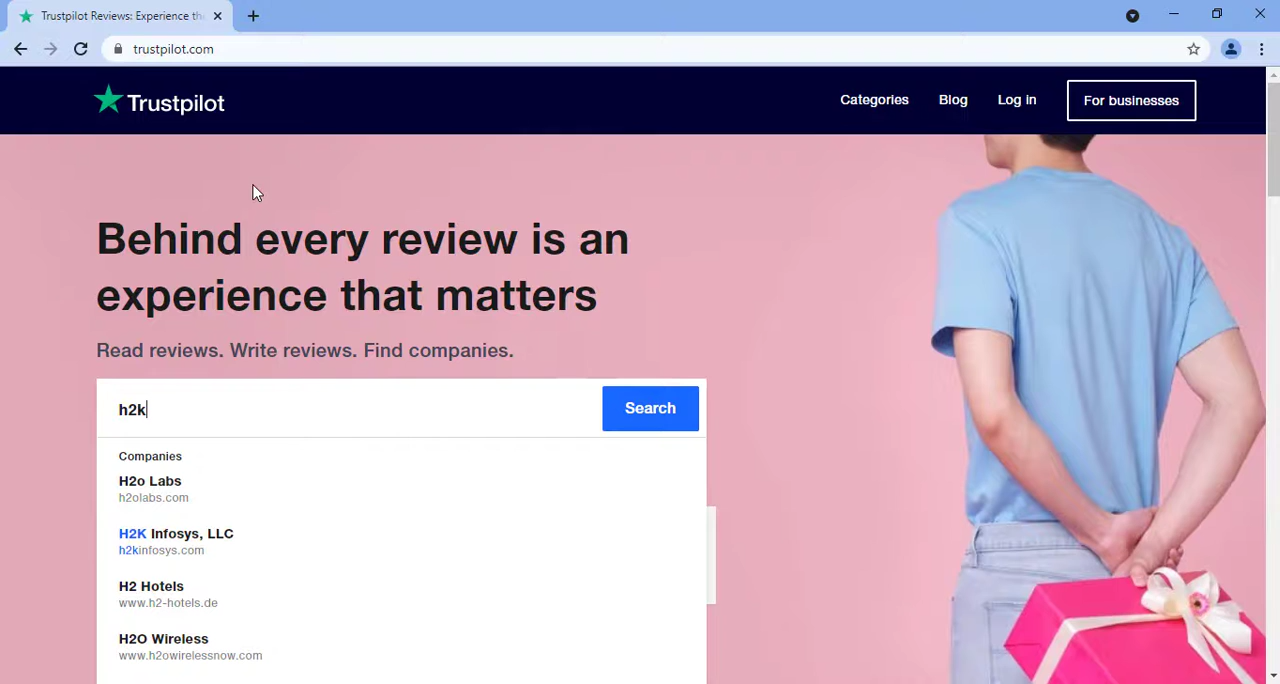 Trustpilot Reviews: Experience th
trustpilot.com
Trustpilot
Categories
Blog
Log in
For businesses
Behind every review is an
experience that matters
Read reviews. Write reviews. Find companies.
h2k
Search
Companies
H2o Labs
h2olabs.com
H2K Infosys, LLC
h2kinfosys.com
H2 Hotels
www.h2-hotels.de
H2O Wireless
www.h2owirelessnow.com